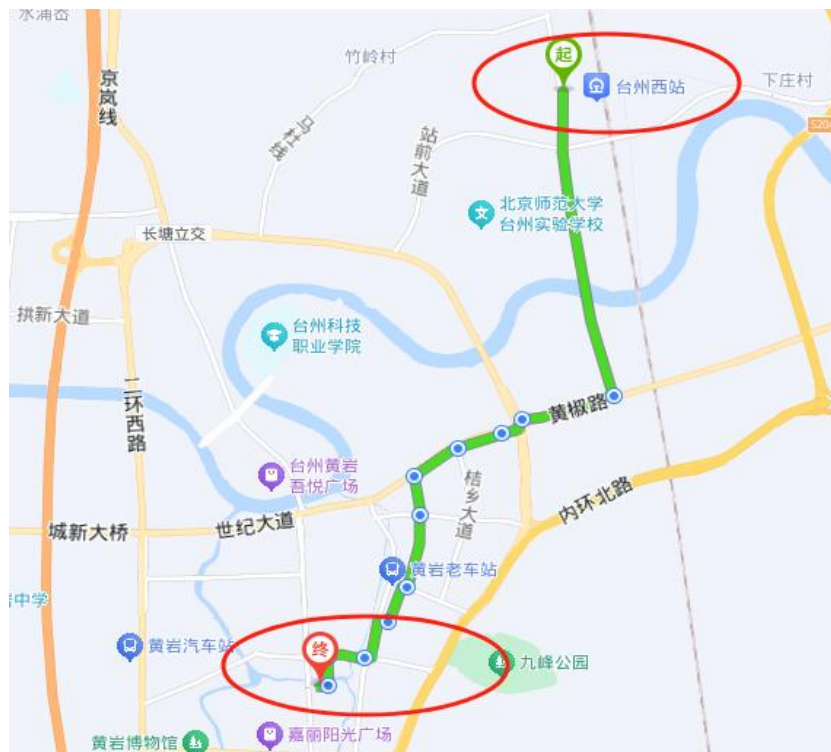 水浦岙
竹岭村
起
台州西站
下庄村
京岚线
马杜线
站前大道
S204
北京师范大学
台州实验学校
长塘立交
拱新大道
台州科技
职业学院
二环西路
黄椒路
台州黄岩
吾悦广场
桔乡大道
内环北路
世纪大道
城新大桥
黄岩老车站
中学
终
黄岩汽车站
九峰公园
嘉丽阳光广场
黄岩博物馆